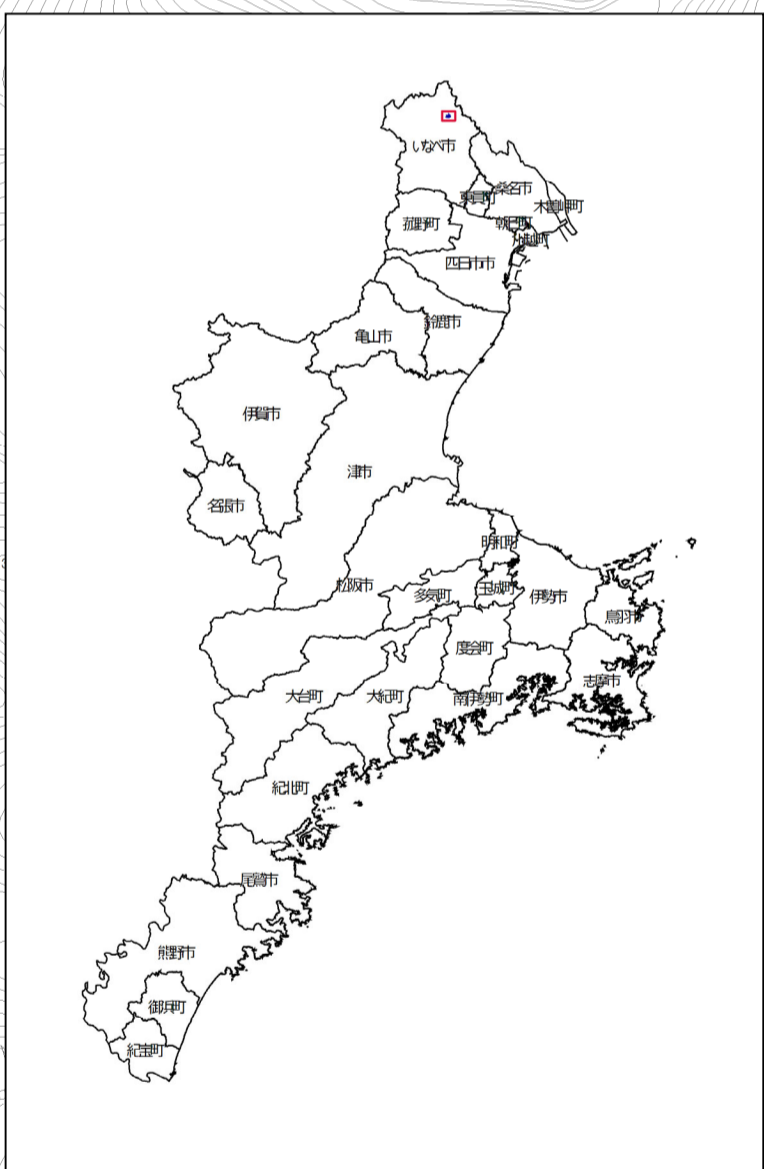 いなべ市
桑名市
東員町
木曽岬町
菰野町
朝日町
川越町
四日市市
鈴鹿市
亀山市
伊賀市
津市
名張市
明和町
松阪市
多気町
玉城町
伊勢市
鳥羽市
度会町
志摩市
大台町
大紀町
南伊勢町
紀北町
尾鷲市
熊野市
御浜町
紀宝町